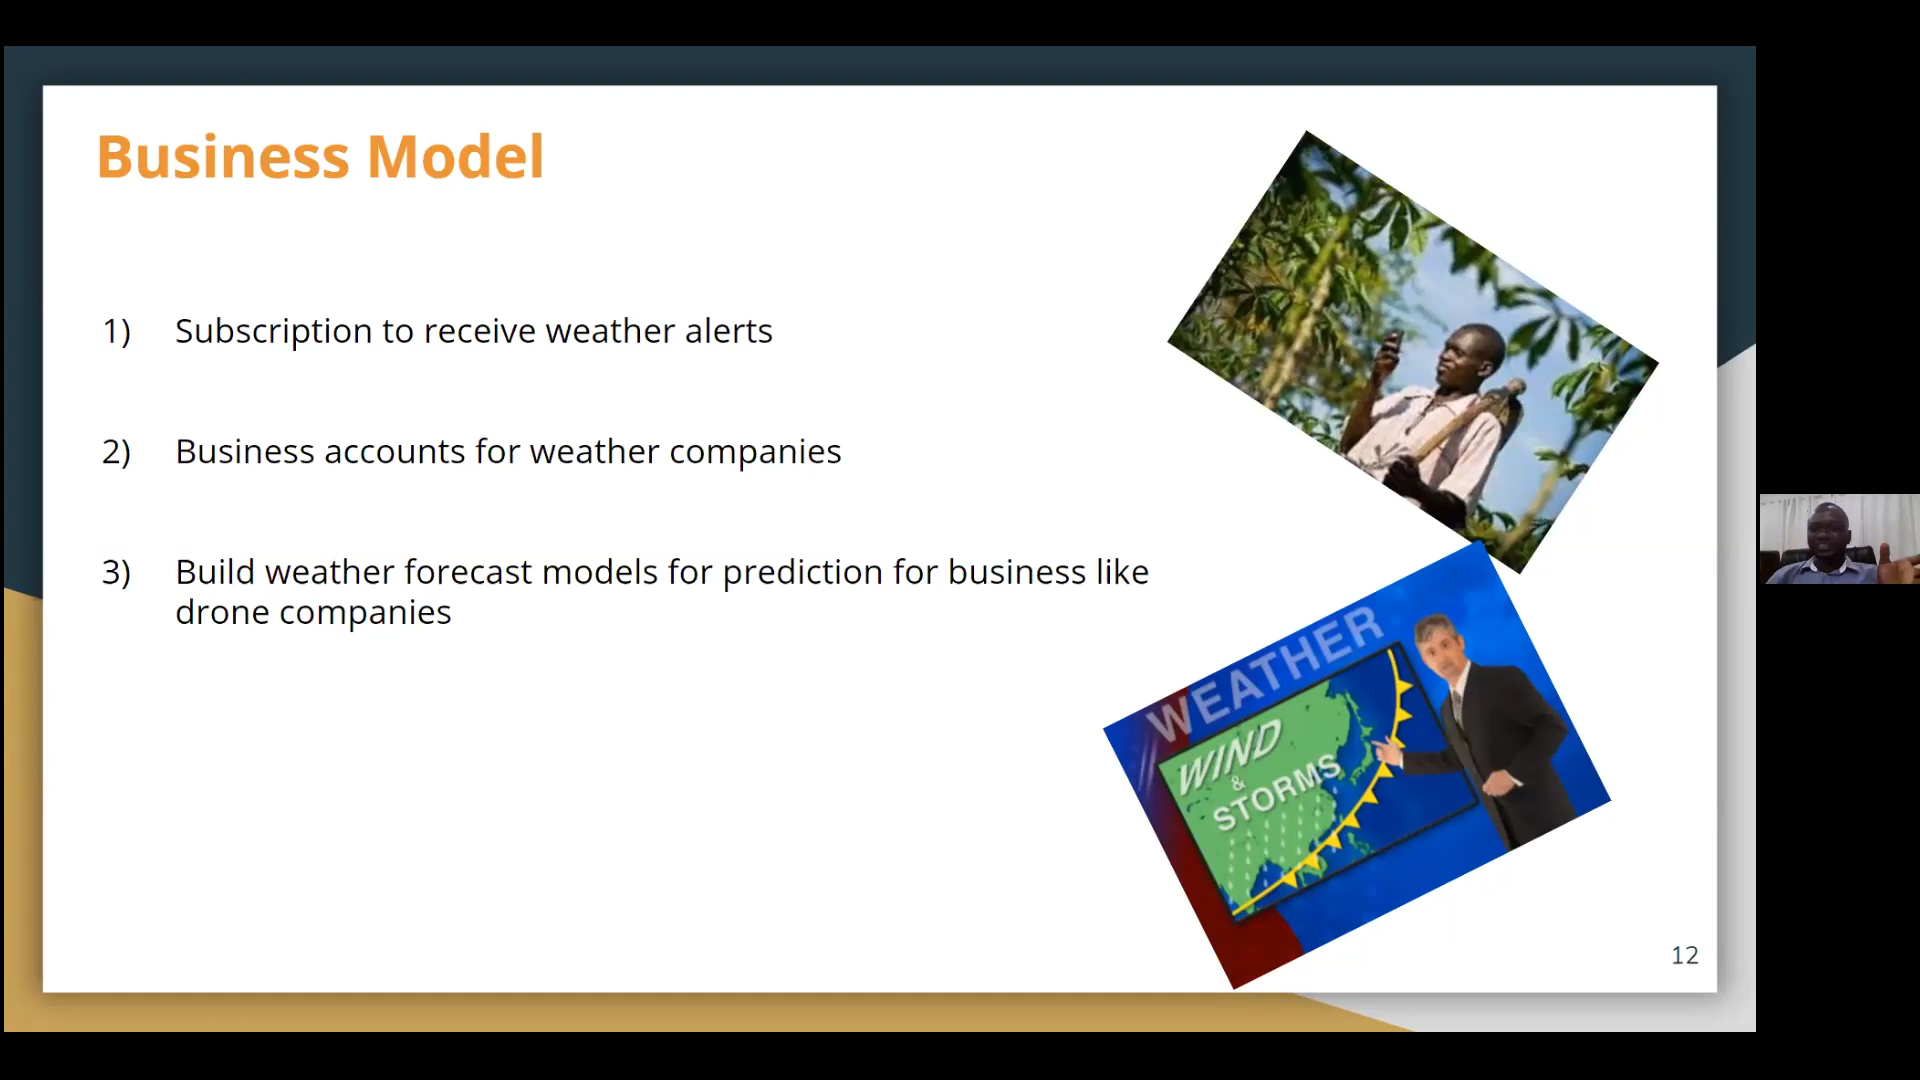 Business Model
1) Subscription to receive weather alerts
2) Business accounts for weather companies
3) Build weather forecast models for prediction for business like
drone companies
WEATHER
WIND
&
STORMS
12